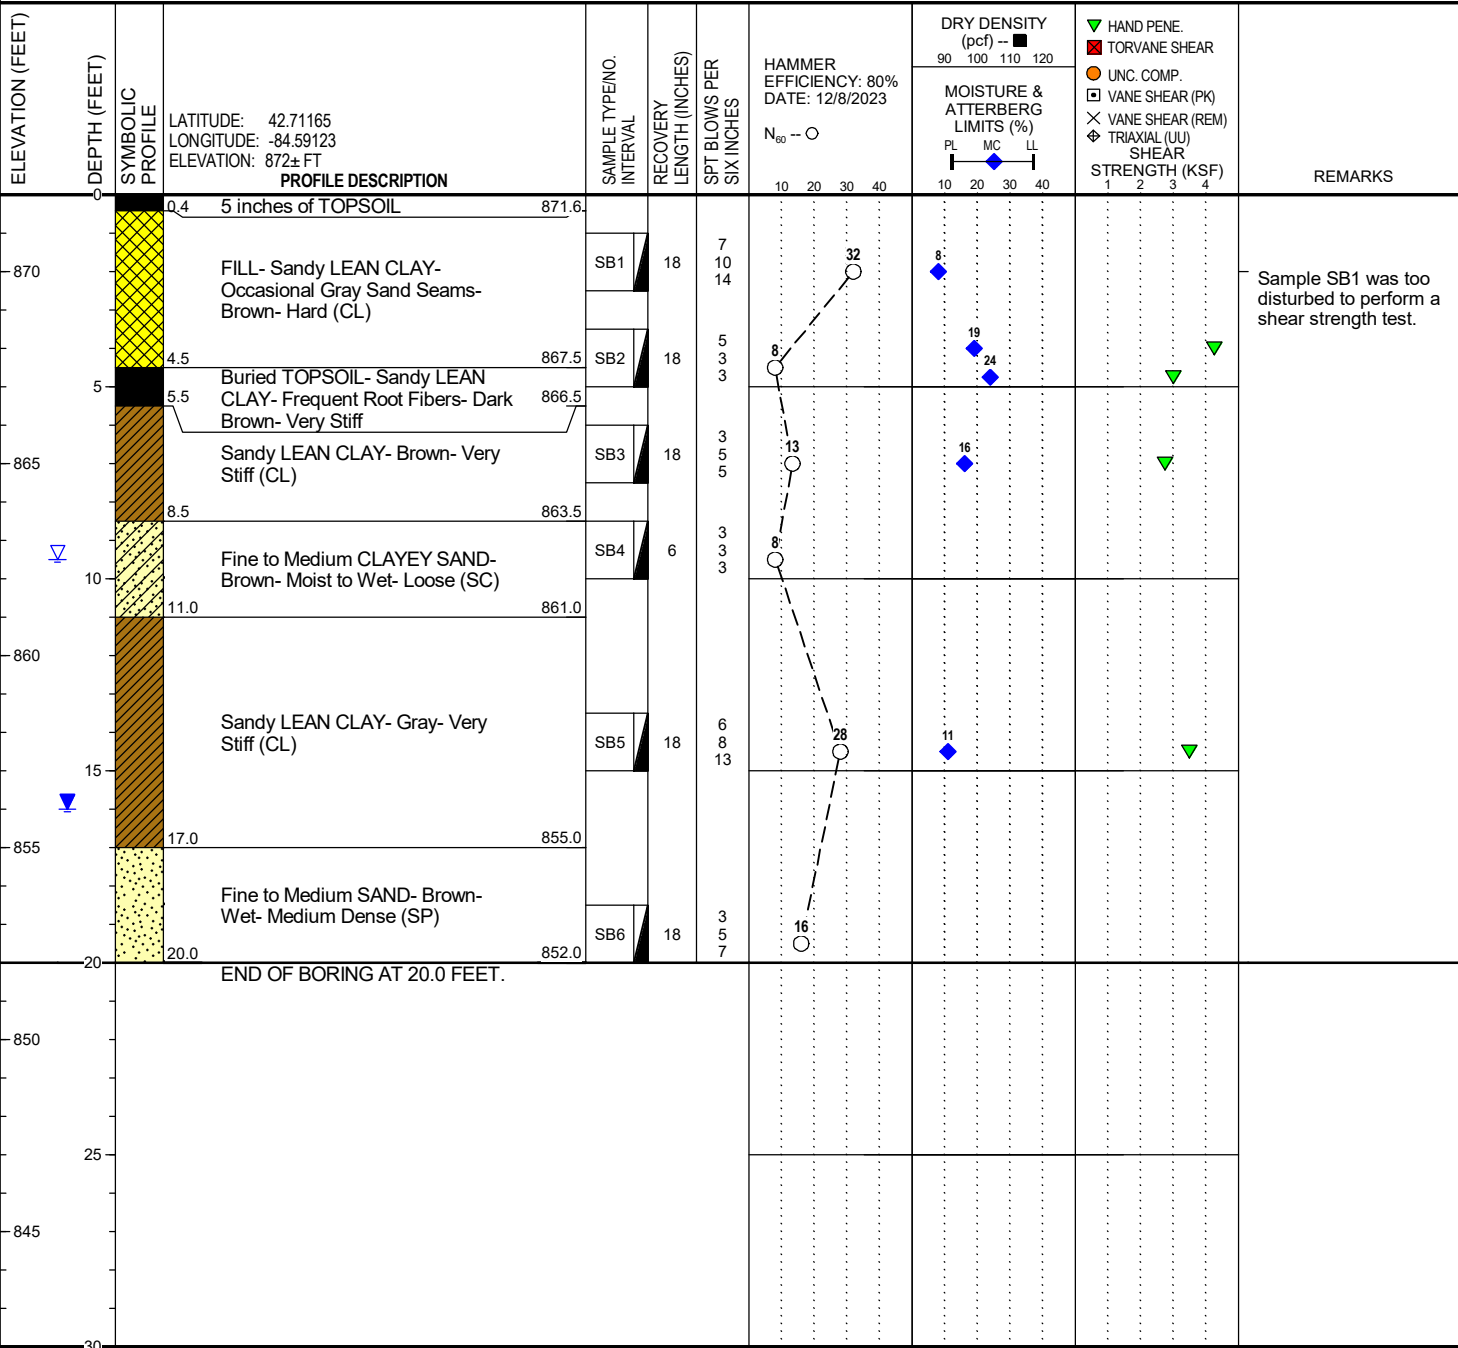 ELEVATION (FEET)
DEPTH (FEET)
SYMBOLIC
PROFILE
LATITUDE: 42.71165
LONGITUDE: -84.59123
ELEVATION: 872± FT
PROFILE DESCRIPTION
SAMPLE TYPE/NO.
INTERVAL
RECOVERY
LENGTH (INCHES)
SPT BLOWS PER
SIX INCHES
HAMMER
EFFICIENCY: 80%
DATE: 12/8/2023
N60 --
10 20 30 40
DRY DENSITY
(pcf) --
90 100 110 120
MOISTURE &
ATTERBERG
LIMITS (%)
PL MC LL
10 20 30 40
HAND PENE.
TORVANE SHEAR
UNC. COMP.
VANE SHEAR (PK)
VANE SHEAR (REM)
TRIAXIAL (UU)
SHEAR
STRENGTH (KSF)
1 2 3 4
REMARKS
0
0.4 5 inches of TOPSOIL 871.6
870
FILL- Sandy LEAN CLAY-
Occasional Gray Sand Seams-
Brown- Hard (CL)
SB1 18
7
10
14
32
8
Sample SB1 was too
disturbed to perform a
shear strength test.
4.5 867.5
SB2 18
5
3
3
8
19
24
5
Buried TOPSOIL- Sandy LEAN
CLAY- Frequent Root Fibers- Dark
Brown- Very Stiff
5.5 866.5
865
Sandy LEAN CLAY- Brown- Very
Stiff (CL)
SB3 18
3
5
5
13
16
8.5 863.5
Fine to Medium CLAYEY SAND-
Brown- Moist to Wet- Loose (SC)
SB4 6
3
3
3
8
10
11.0 861.0
860
Sandy LEAN CLAY- Gray- Very
Stiff (CL)
SB5 18
6
8
13
28
11
15
17.0 855.0
855
Fine to Medium SAND- Brown-
Wet- Medium Dense (SP)
SB6 18
3
5
7
16
20.0 852.0
20
END OF BORING AT 20.0 FEET.
850
25
845
30